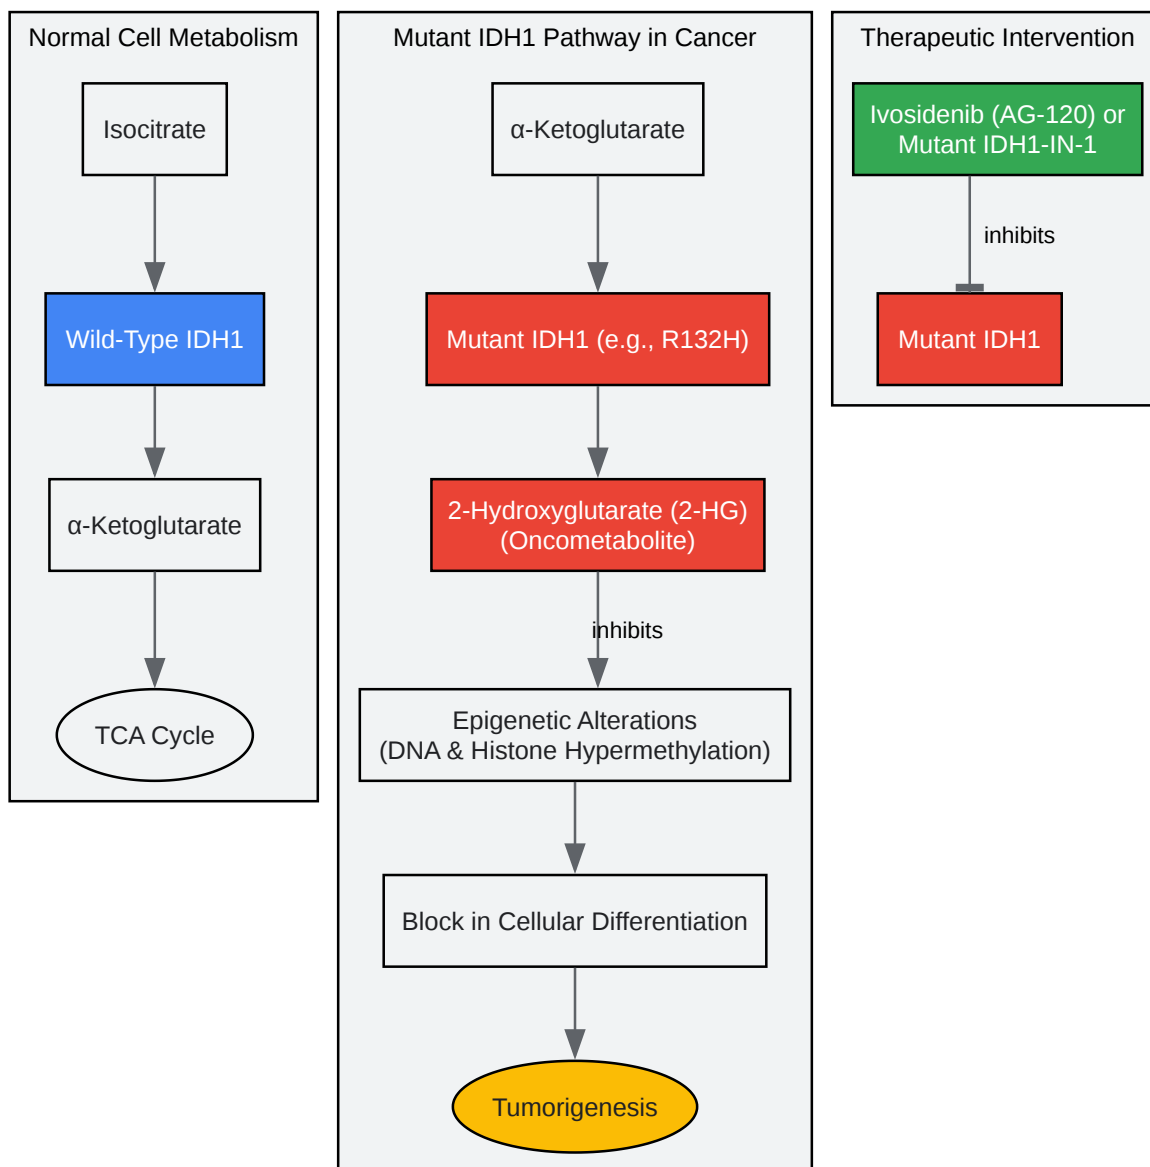 Normal Cell Metabolism
Isocitrate
Wild-Type IDH1
α-Ketoglutarate
TCA Cycle
Mutant IDH1 Pathway in Cancer
α-Ketoglutarate
Mutant IDH1 (e.g., R132H)
2-Hydroxyglutarate (2-HG)
(Oncometabolite)
inhibits
Epigenetic Alterations
(DNA & Histone Hypermethylation)
Block in Cellular Differentiation
Tumorigenesis
Therapeutic Intervention
Ivosidenib (AG-120) or
Mutant IDH1-IN-1
inhibits
Mutant IDH1